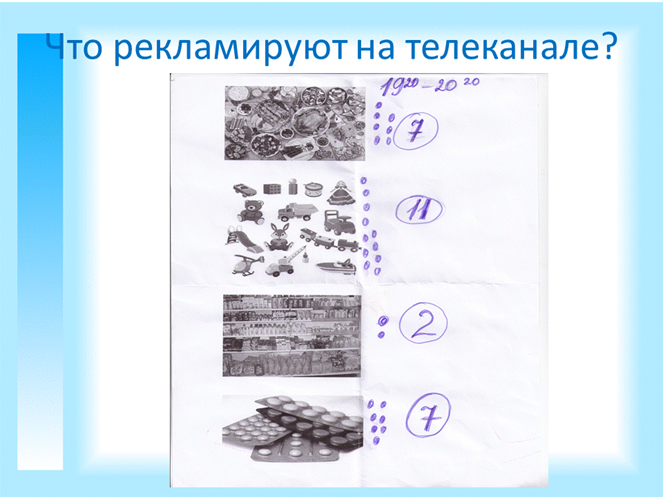 Что рекламируют на телеканале?
19²⁰ – 20²⁰
7
11
2
7